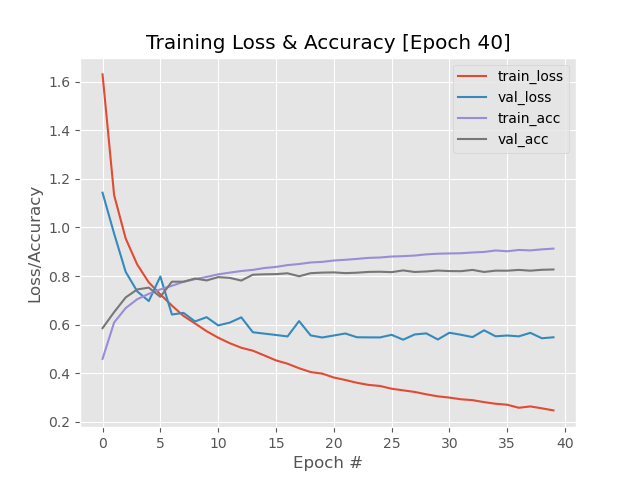 Training Loss & Accuracy [Epoch 40]
train_loss
val_loss
train_acc
val_acc
Loss/Accuracy
1.6
1.4
1.2
1.0
0.8
0.6
0.4
0.2
0 5 10 15 20 25 30 35 40
Epoch #